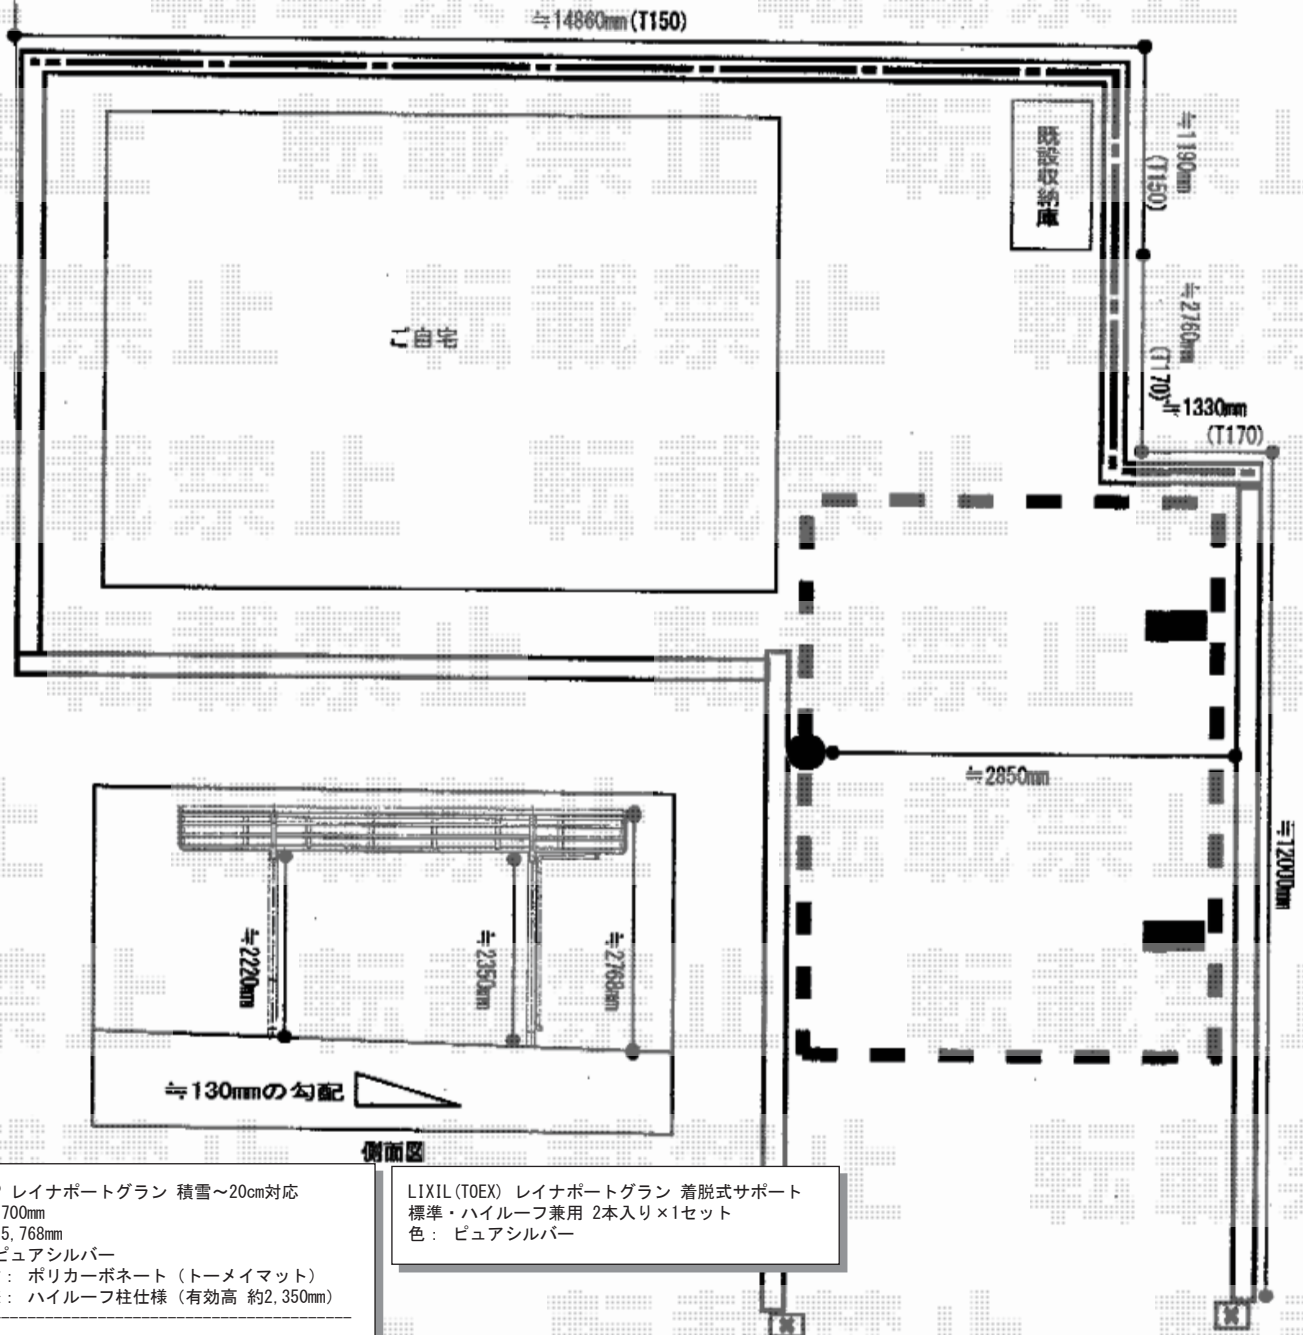 ≒14860mm(T150)
≒1190mm
(T150)
既設収納庫
≒2760mm
(T170)
≒1330mm
(T170)
自宅
≒2850mm
≒12000mm
≒2220mm
≒2350mm
≒2768mm
≒130mmの勾配
側面図
レイナポートグラン 積雪～20cm対応
700mm
5,768mm
ピュアシルバー
： ポリカーボネート（トーメイマット）
： ハイルーフ柱仕様（有効高 約2,350mm）
LIXIL(TOEX) レイナポートグラン 着脱式サポート
標準・ハイルーフ兼用 2本入り×1セット
色： ピュアシルバー
転載禁止